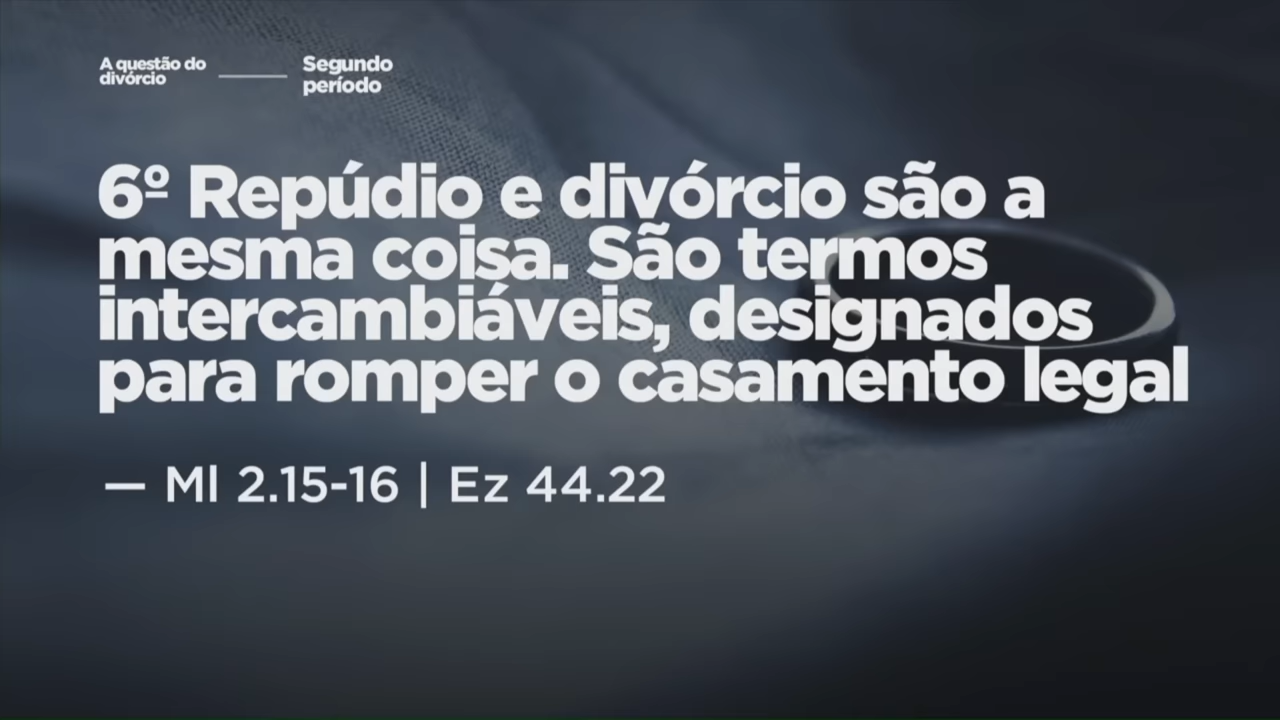 A questão do
divórcio
Segundo
período
6º Repúdio e divórcio são a
mesma coisa. São termos
intercambiáveis, designados
para romper o casamento legal
— Ml 2.15-16 | Ez 44.22